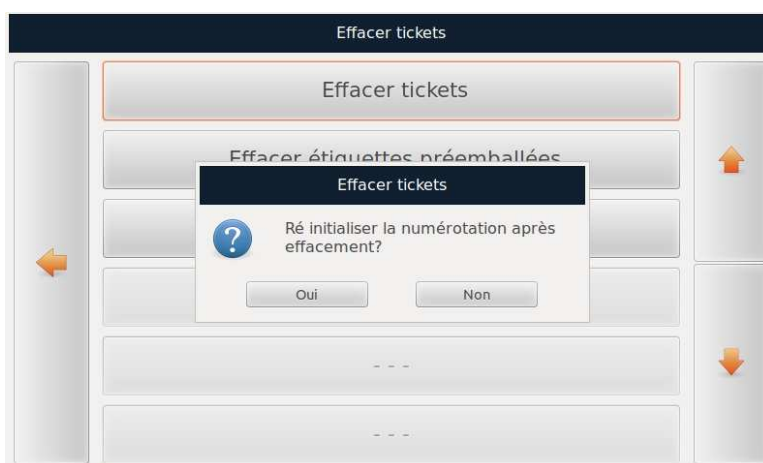 Effacer tickets
Effacer tickets
Effacer étiquettes préemballées
Effacer tickets
Ré initialiser la numérotation après
effacement?
Oui Non
- - -
- - -